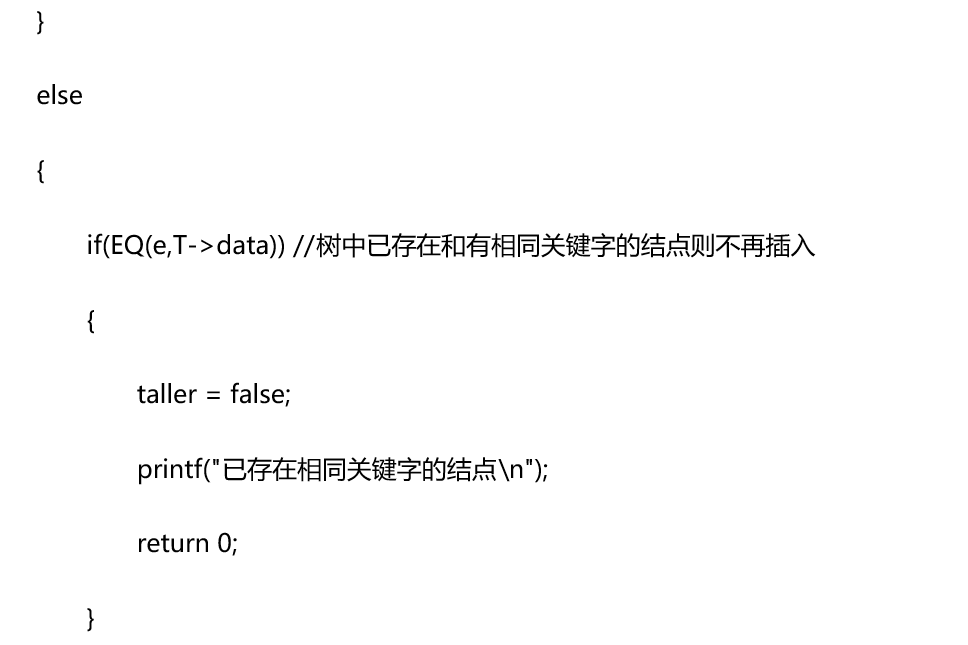 }
else
{
if(EQ(e,T->data)) //树中已存在和有相同关键字的结点则不再插入
{
taller = false;
printf("已存在相同关键字的结点\n");
return 0;
}